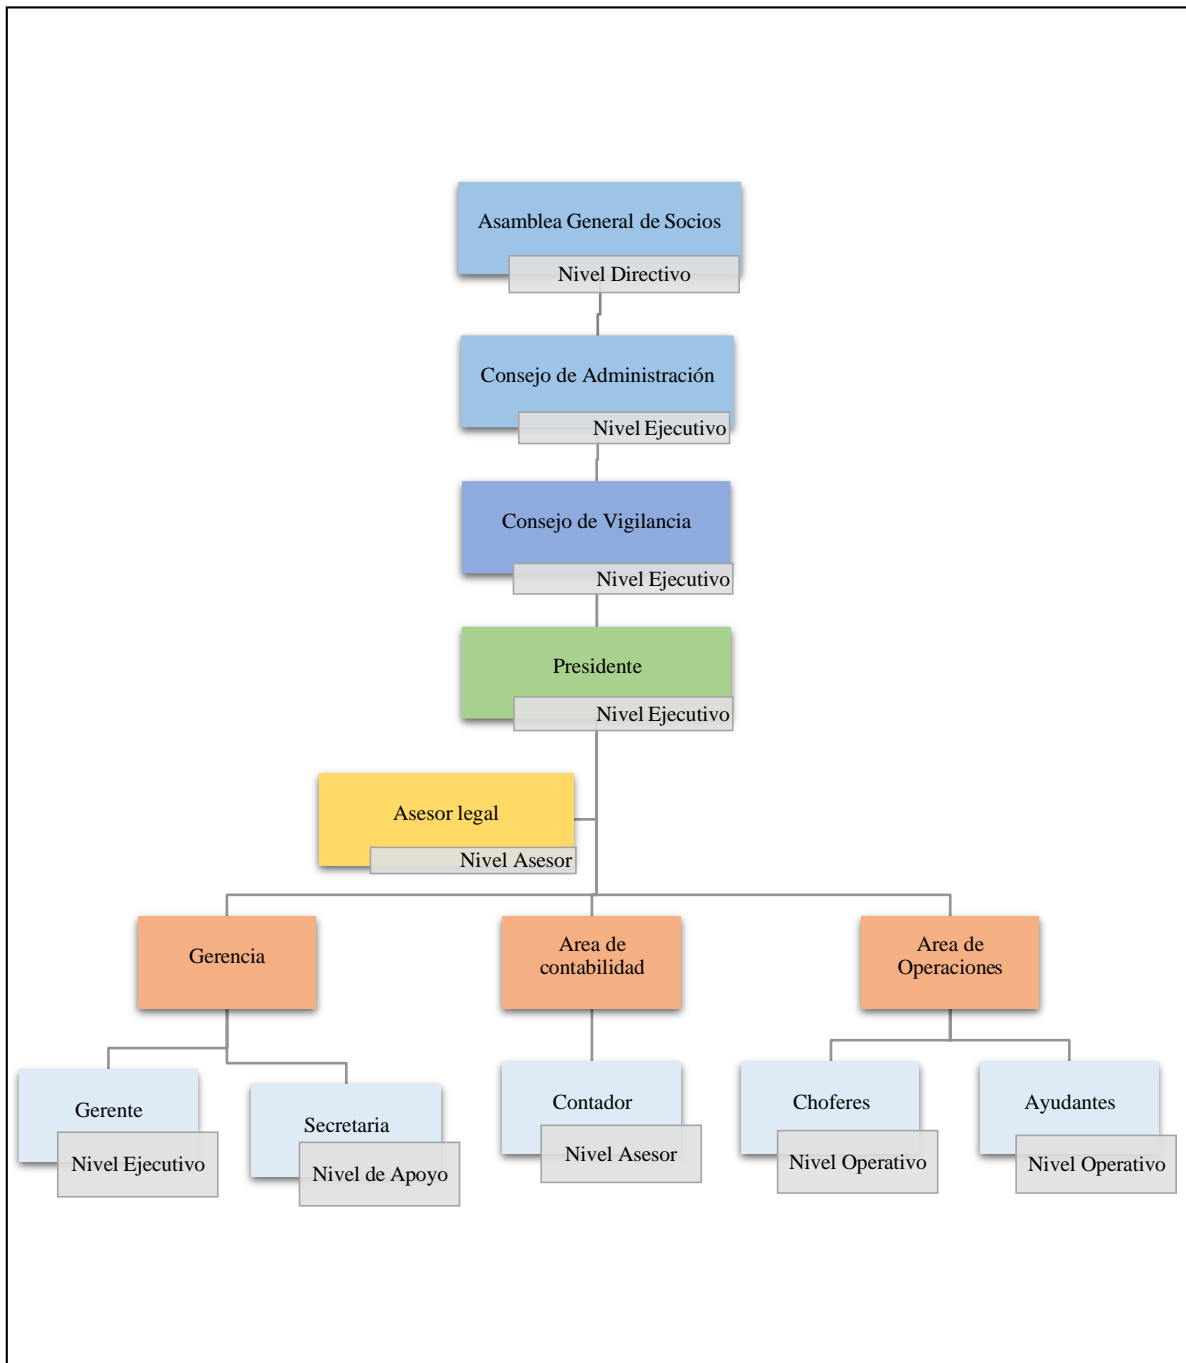 Asamblea General de Socios
Nivel Directivo
Consejo de Administración
Nivel Ejecutivo
Consejo de Vigilancia
Nivel Ejecutivo
Presidente
Nivel Ejecutivo
Asesor legal
Nivel Asesor
Gerencia
Area de
contabilidad
Area de
Operaciones
Gerente
Nivel Ejecutivo
Secretaria
Nivel de Apoyo
Contador
Nivel Asesor
Choferes
Nivel Operativo
Ayudantes
Nivel Operativo